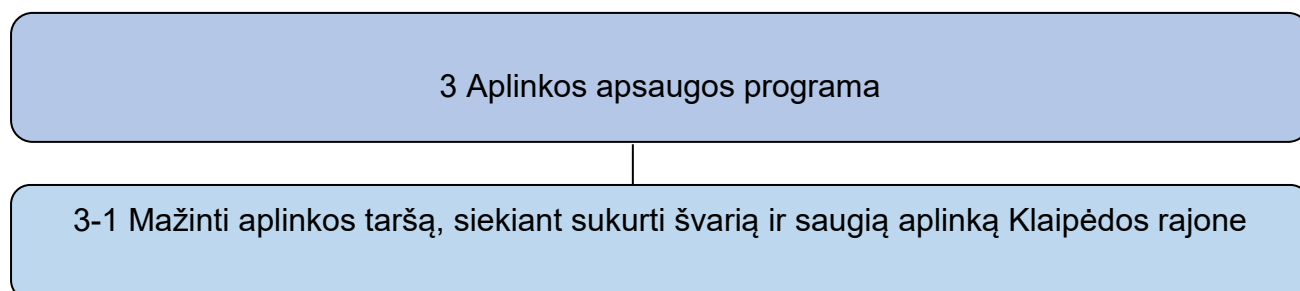 3 Aplinkos apsaugos programa
3-1 Mažinti aplinkos taršą, siekiant sukurti švarią ir saugią aplinką Klaipėdos rajone